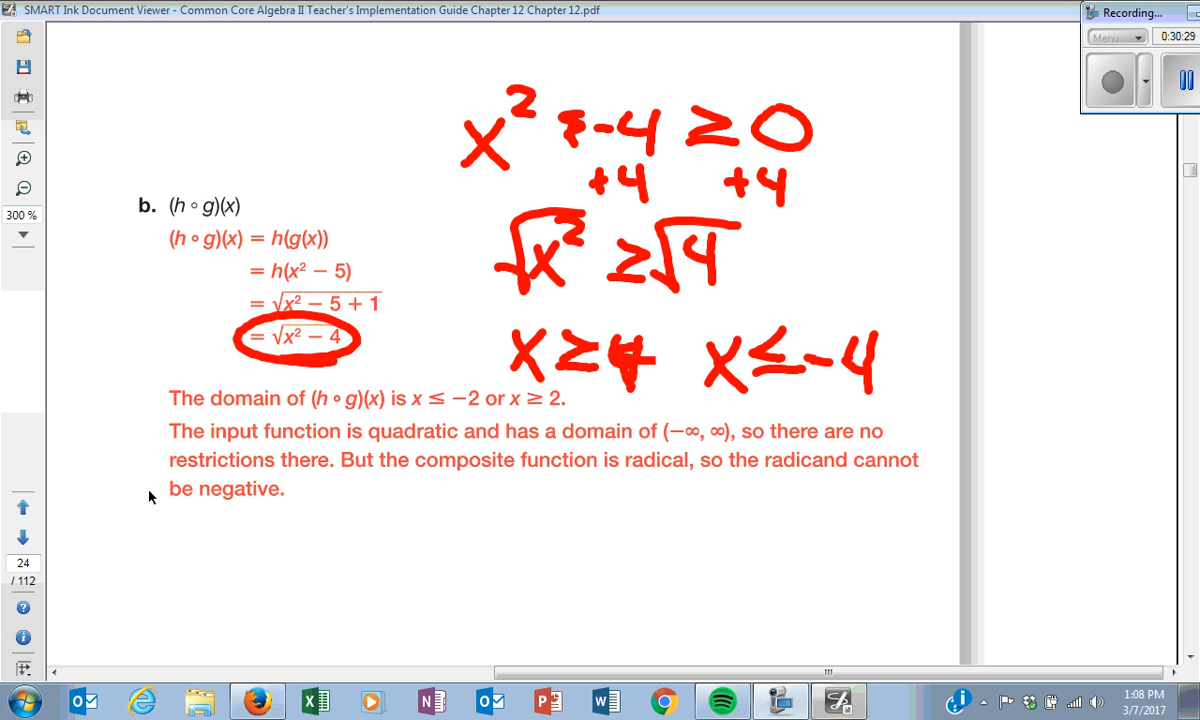 SMART Ink Document Viewer - Common Core Algebra II Teacher's Implementation Guide Chapter 12 Chapter 12.pdf
Recording...
Menu
0:30:29
x² -4 ≥ 0
+4 +4
√x² ≥ √4
x ≥ 4 x ≤ -4
300 %
b. (h ∘ g)(x)
(h ∘ g)(x) = h(g(x))
= h(x² − 5)
= √x² − 5 + 1
= √x² − 4
The domain of (h ∘ g)(x) is x ≤ −2 or x ≥ 2.
The input function is quadratic and has a domain of (−∞, ∞), so there are no
restrictions there. But the composite function is radical, so the radicand cannot
be negative.
24
/ 112
1:08 PM
3/7/2017